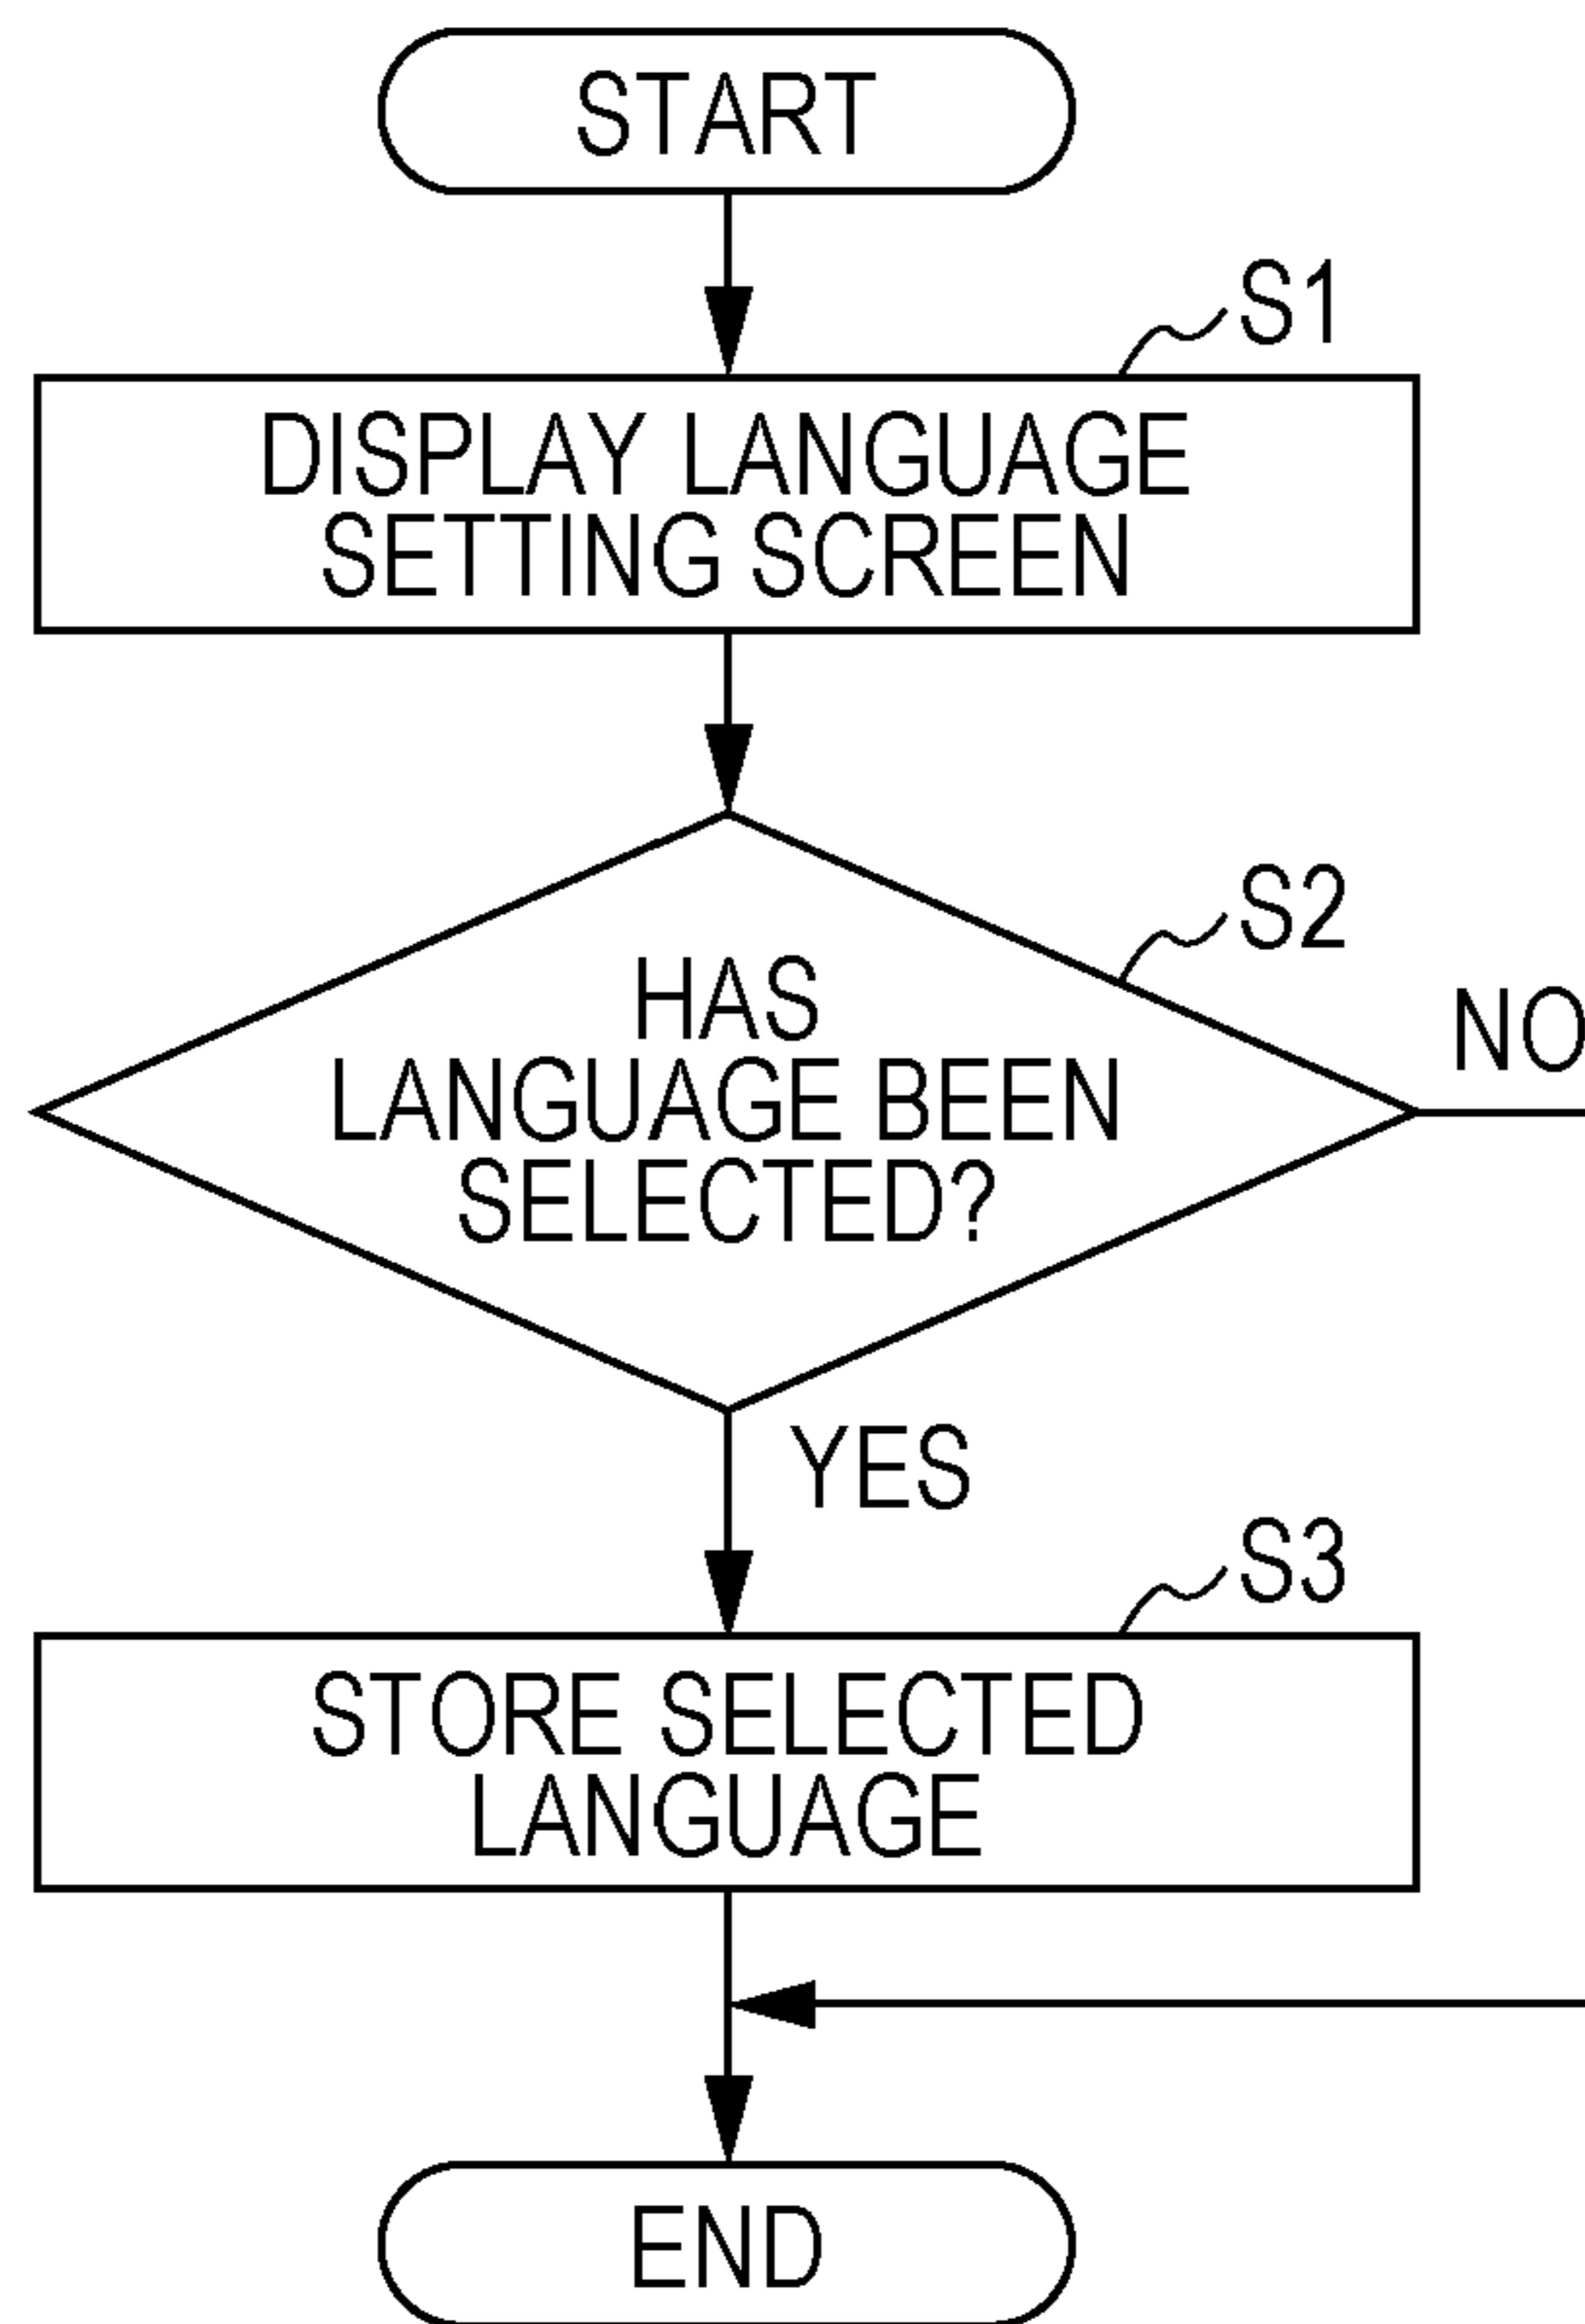 START
S1
DISPLAY LANGUAGE
SETTING SCREEN
S2
HAS
LANGUAGE BEEN
SELECTED?
NO
YES
S3
STORE SELECTED
LANGUAGE
END